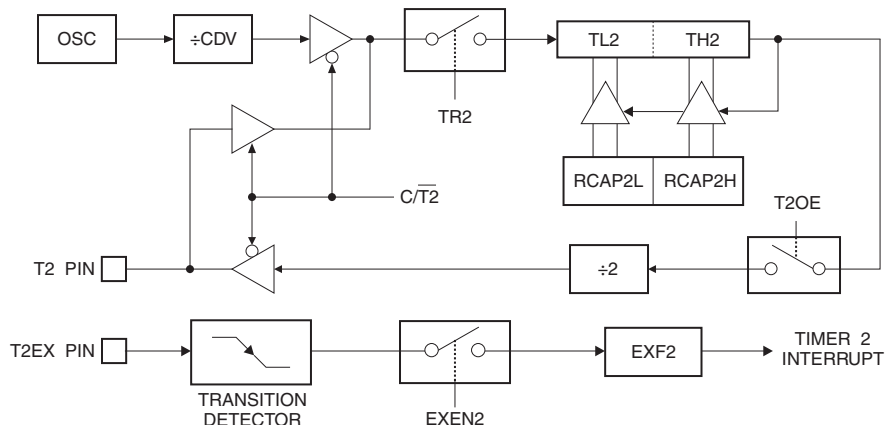 OSC
÷CDV
TL2
TH2
TR2
RCAP2L
RCAP2H
C/T2
T2OE
T2 PIN
÷2
T2EX PIN
EXF2
TIMER 2
INTERRUPT
TRANSITION
DETECTOR
EXEN2